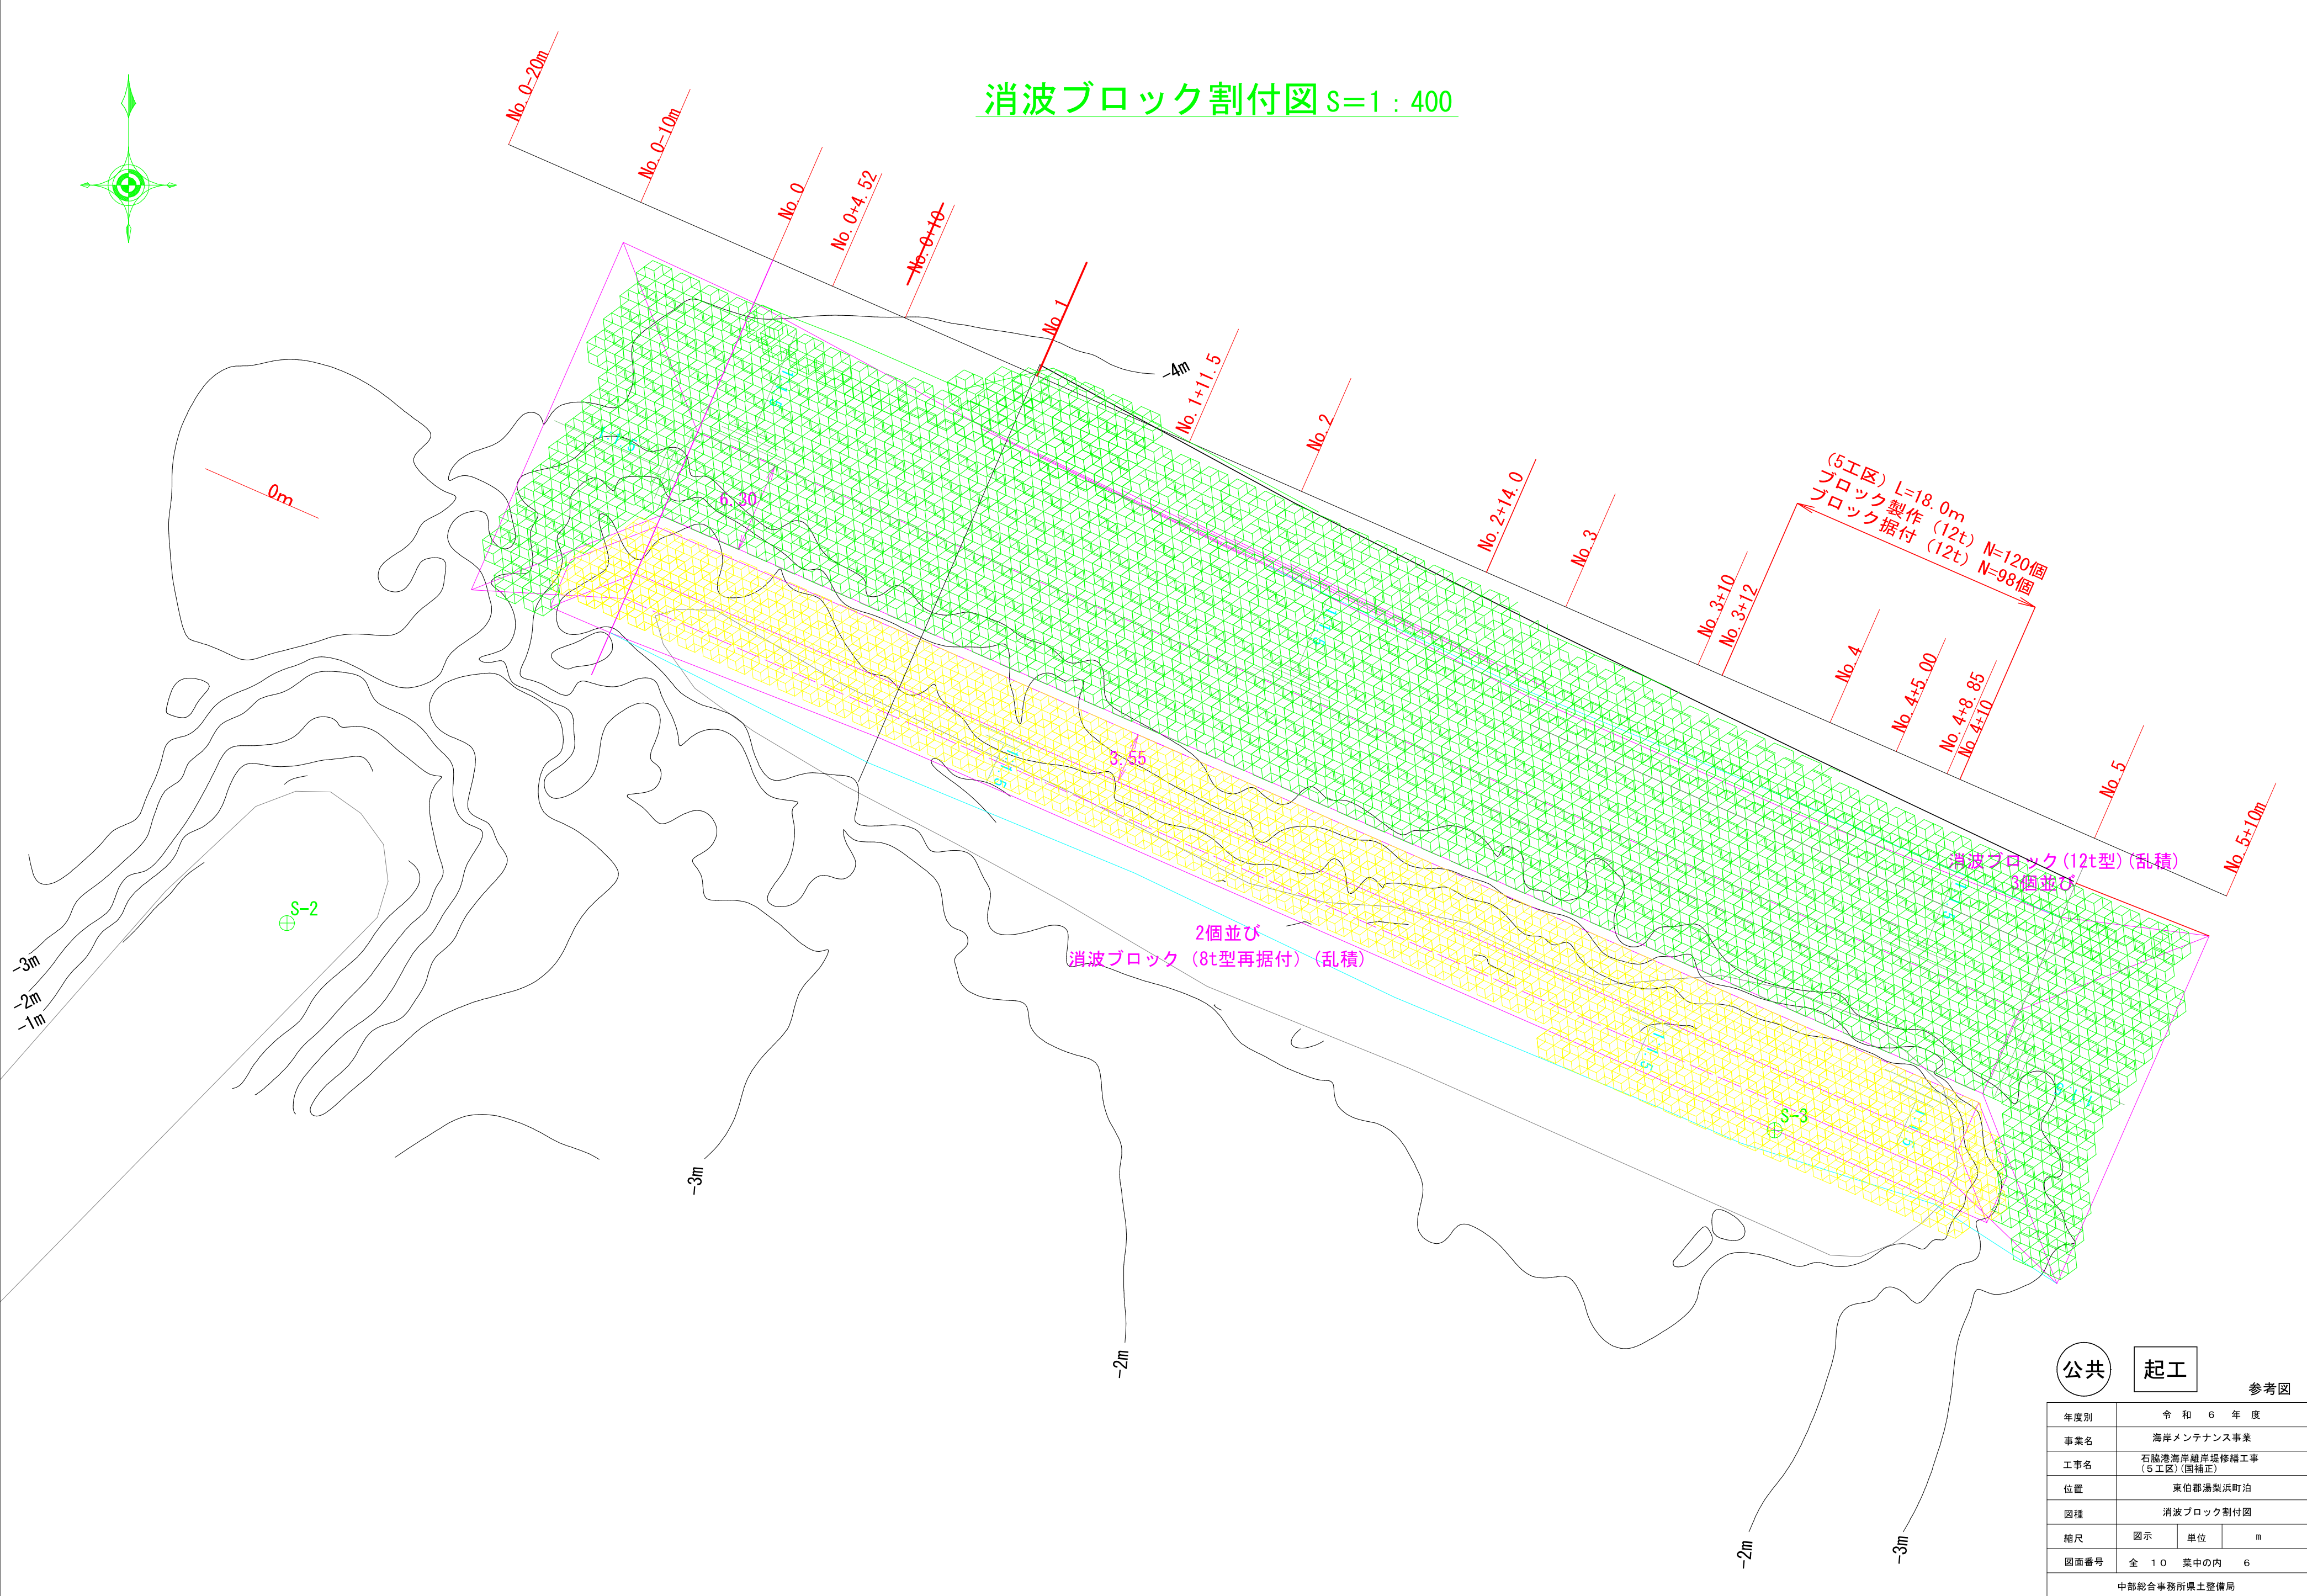 消波ブロック割付図 S=1：400
No. 0-20m
No. 0-10m
No. 0
No. 0+4.52
No. 0+10
No. 1
-4m
No. 1+11.5
No. 2
No. 2+14.0
No. 3
No. 3+10
No. 3+12
(5工区) L=18.0m
ブロック製作 (12t) N=120個
ブロック据付 (12t) N=98個
No. 4
No. 4+5.00
No. 4+8.85
No. 4+10
No. 5
No. 5+10m
0m
6.30
3.55
消波ブロック(12t型)(乱積)
3個並び
2個並び
消波ブロック (8t型再据付) (乱積)
S-2
S-3
-3m
-2m
-1m
-3m
-2m
-2m
-3m
公共
起工
参考図
年度別 令和 6 年度
事業名 海岸メンテナンス事業
工事名 石脇港海岸離岸堤修繕工事
(5工区)(国補正)
位置 東伯郡湯梨浜町泊
図種 消波ブロック割付図
縮尺 図示 単位 m
図面番号 全 10 葉中の内 6
中部総合事務所県土整備局